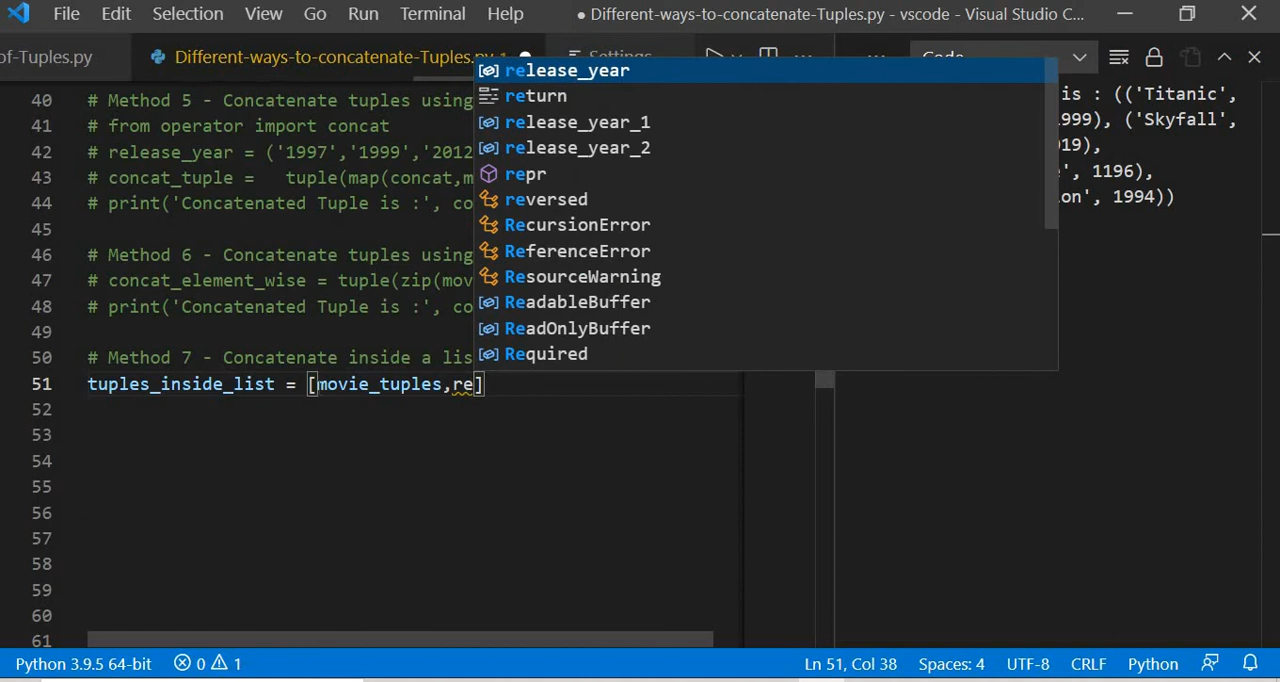 File Edit Selection View Go Run Terminal Help ● Different-ways-to-concatenate-Tuples.py - vscode - Visual Studio C...
of-Tuples.py Different-ways-to-concatenate-Tuples.py 1 Settings Code
40 # Method 5 - Concatenate tuples using
41 # from operator import concat
42 # release_year = ('1997','1999','2012
43 # concat_tuple = tuple(map(concat,m
44 # print('Concatenated Tuple is :', co
45
46 # Method 6 - Concatenate tuples using
47 # concat_element_wise = tuple(zip(mov
48 # print('Concatenated Tuple is :', co
49
50 # Method 7 - Concatenate inside a lis
51 tuples_inside_list = [movie_tuples,re]
52
53
54
55
56
57
58
59
60
61
release_year
return
release_year_1
release_year_2
repr
reversed
RecursionError
ReferenceError
ResourceWarning
ReadableBuffer
ReadOnlyBuffer
Required
is : (('Titanic',
1999), ('Skyfall',
019),
', 1196),
on', 1994))
Python 3.9.5 64-bit 0 1 Ln 51, Col 38 Spaces: 4 UTF-8 CRLF Python